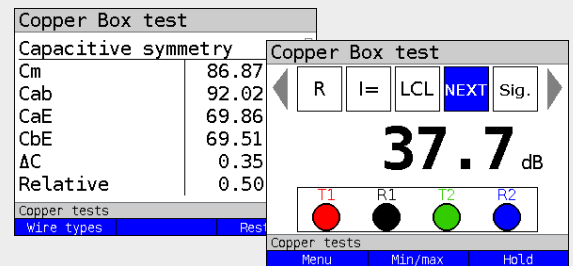 Copper Box test
Capacitive symmetry
Cm 86.87
Cab 92.02
CaE 69.86
CbE 69.51
ΔC 0.35
Relative 0.50
Copper tests
Wire types
Copper Box test
R I= LCL NEXT Sig.
37.7 dB
T1 R1 T2 R2
Copper tests
Menu Min/max Hold